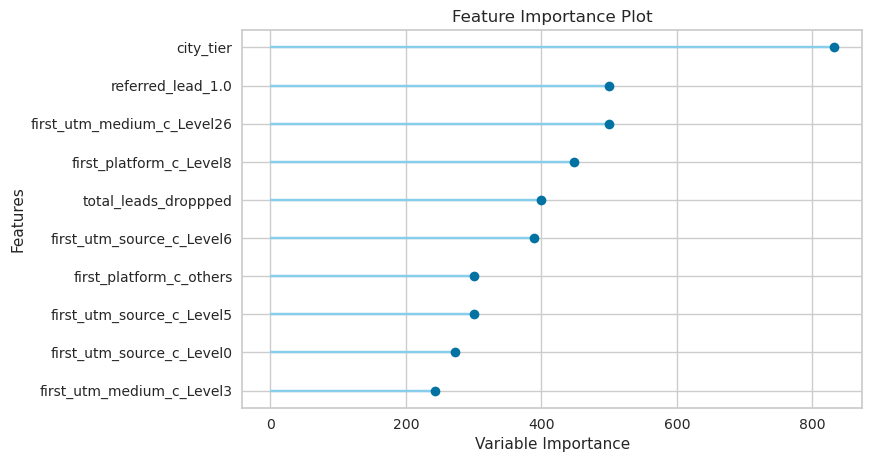 Feature Importance Plot
Features
city_tier
referred_lead_1.0
first_utm_medium_c_Level26
first_platform_c_Level8
total_leads_droppped
first_utm_source_c_Level6
first_platform_c_others
first_utm_source_c_Level5
first_utm_source_c_Level0
first_utm_medium_c_Level3
0 200 400 600 800
Variable Importance